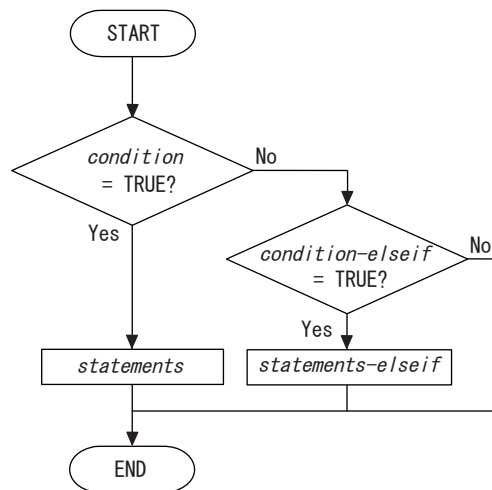 START
condition
= TRUE?
No
Yes
condition-elseif
= TRUE?
No
Yes
statements
statements-elseif
END